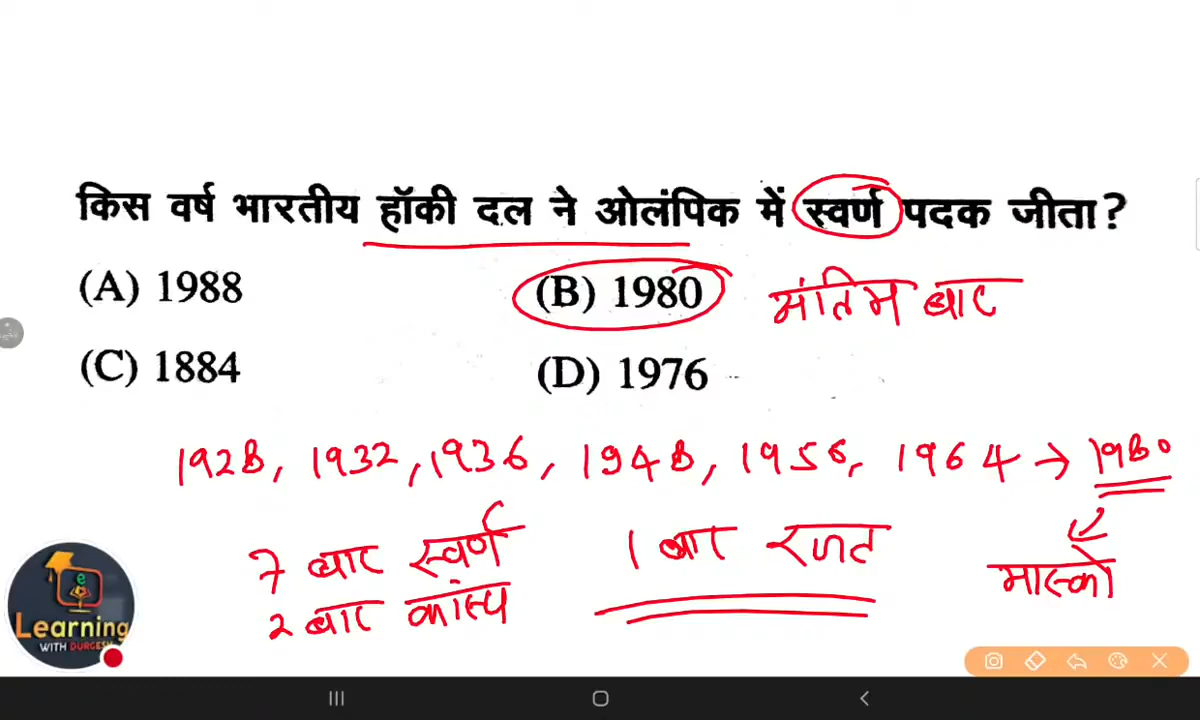 किस वर्ष भारतीय हॉकी दल ने ओलंपिक में स्वर्ण पदक जीता?
(A) 1988 (B) 1980 अंतिम बार
(C) 1884 (D) 1976
1928, 1932, 1936, 1948, 1956, 1964 → 1980
7 बार स्वर्ण 1 बार रजत मास्को
2 बार कांस्य
e
Learning
WITH DURGESH